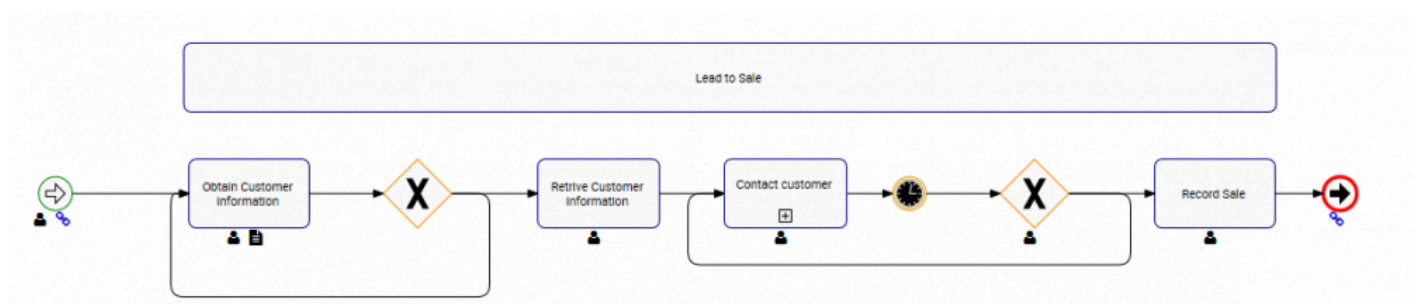 Lead to Sale
Obtain Customer
Information
X
Retrive Customer
Information
Contact customer
X
Record Sale